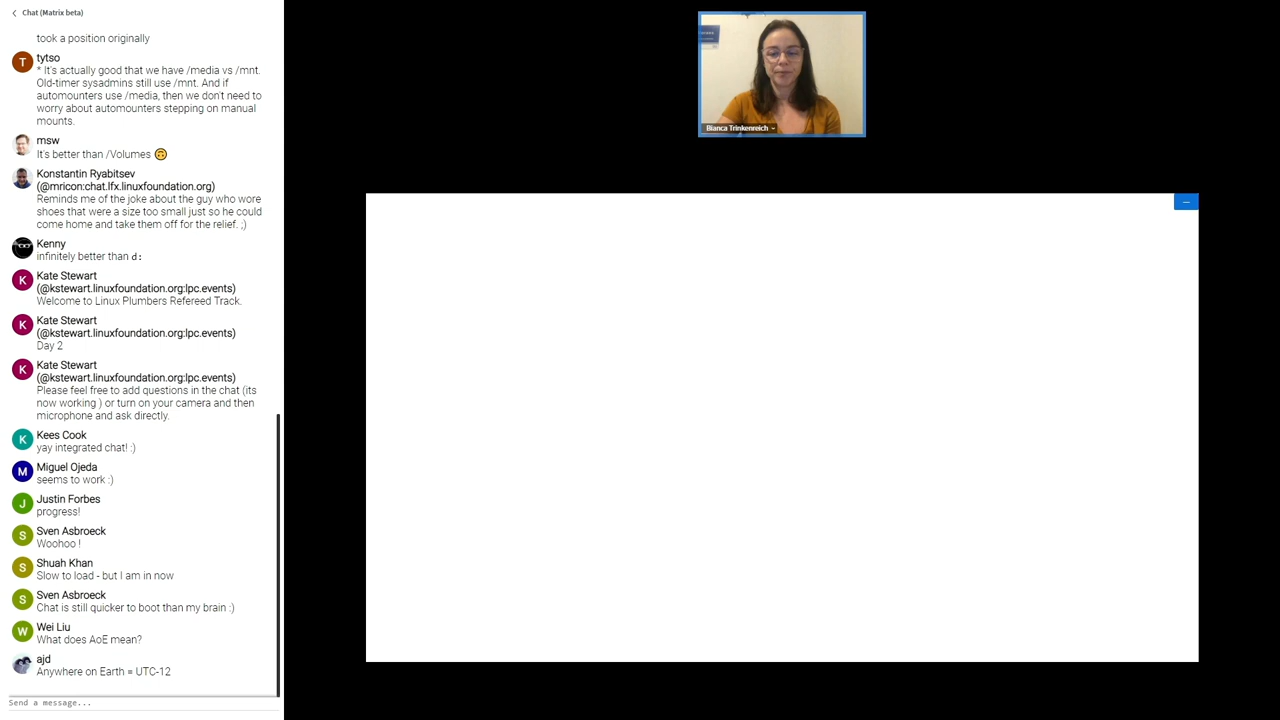 Chat (Matrix beta)
took a position originally
T
tytso
* It's actually good that we have /media vs /mnt.
Old-timer sysadmins still use /mnt. And if
automounters use /media, then we don't need to
worry about automounters stepping on manual
mounts.
msw
It's better than /Volumes 🙃
Konstantin Ryabitsev
(@mricon:chat.lfx.linuxfoundation.org)
Reminds me of the joke about the guy who wore
shoes that were a size too small just so he could
come home and take them off for the relief. ;)
Kenny
infinitely better than d:
K
Kate Stewart
(@kstewart.linuxfoundation.org:lpc.events)
Welcome to Linux Plumbers Refereed Track.
K
Kate Stewart
(@kstewart.linuxfoundation.org:lpc.events)
Day 2
K
Kate Stewart
(@kstewart.linuxfoundation.org:lpc.events)
Please feel free to add questions in the chat (its
now working ) or turn on your camera and then
microphone and ask directly.
K
Kees Cook
yay integrated chat! :)
M
Miguel Ojeda
seems to work :)
J
Justin Forbes
progress!
S
Sven Asbroeck
Woohoo !
S
Shuah Khan
Slow to load - but I am in now
S
Sven Asbroeck
Chat is still quicker to boot than my brain :)
W
Wei Liu
What does AoE mean?
ajd
Anywhere on Earth = UTC-12
Send a message...
Bianca Trinkenreich